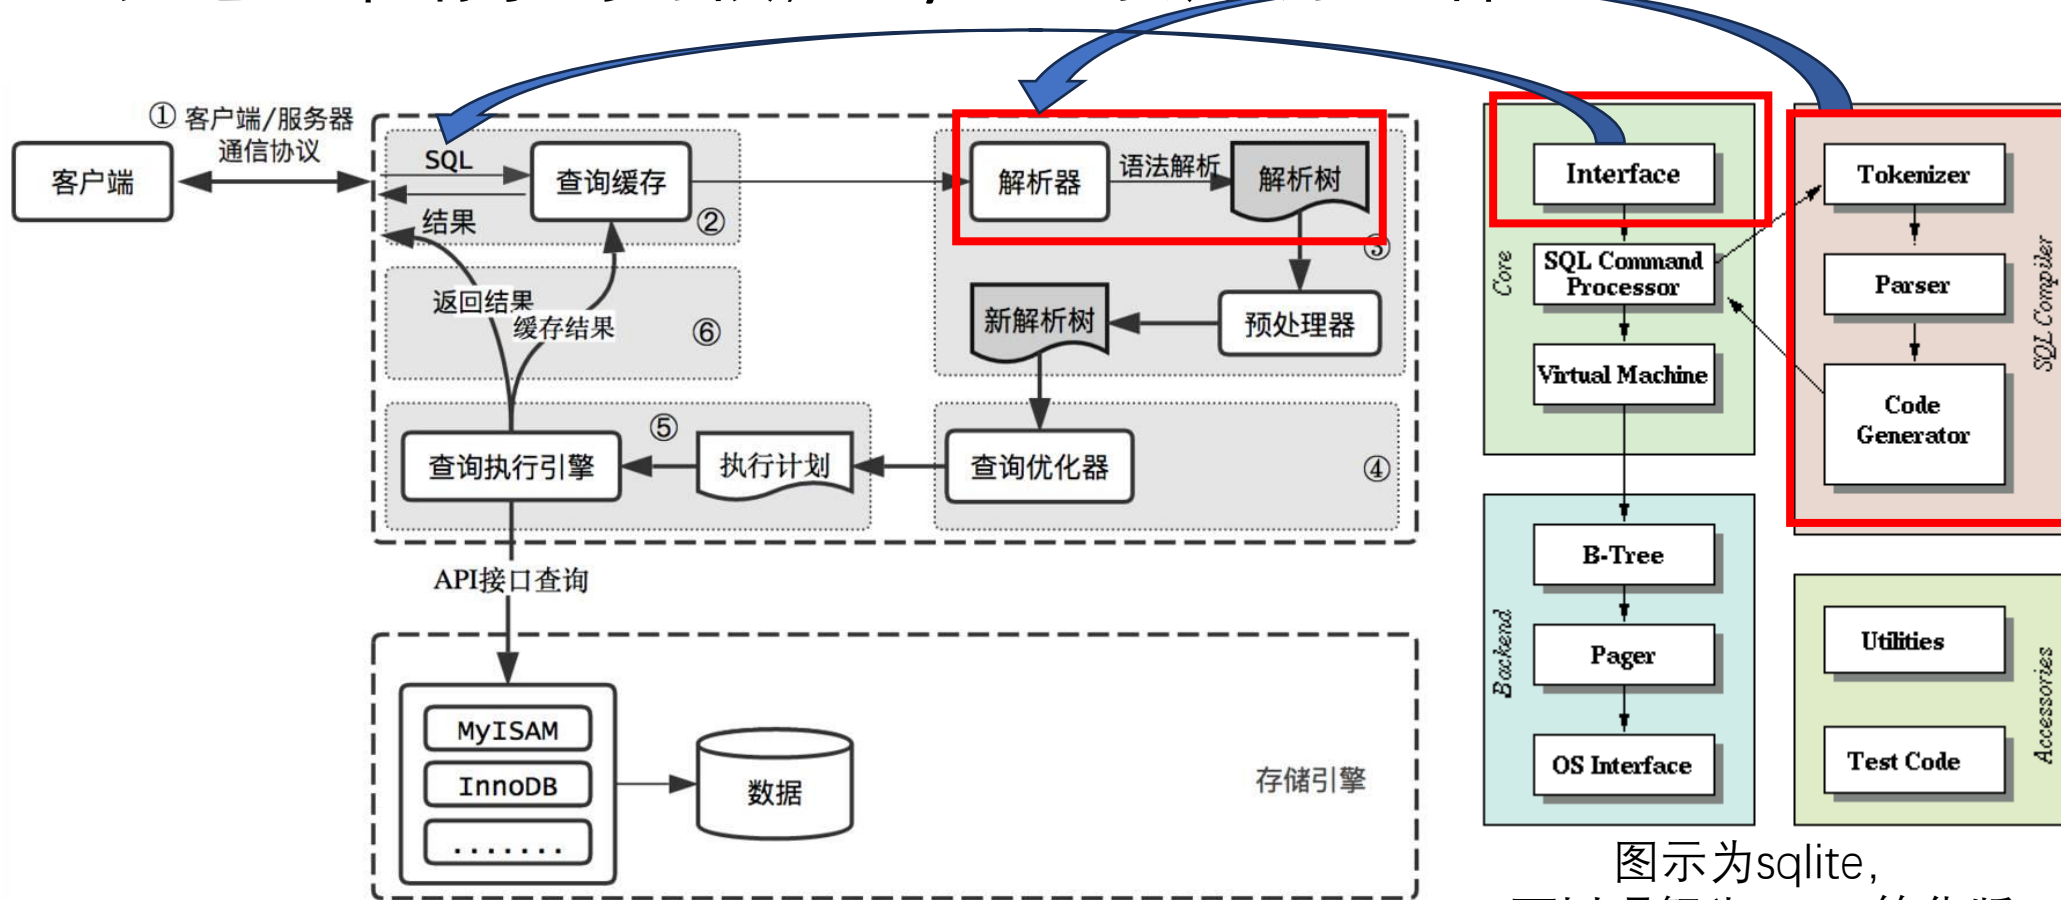 ① 客户端/服务器
通信协议
客户端
SQL
查询缓存
结果
②
解析器
语法解析
解析树
③
返回结果
缓存结果
⑥
新解析树
预处理器
⑤
查询执行引擎
执行计划
查询优化器
④
API接口查询
MyISAM
InnoDB
.......
数据
存储引擎
Interface
SQL Command
Processor
Virtual Machine
Core
Tokenizer
Parser
Code
Generator
SQL Compiler
B-Tree
Pager
OS Interface
Backend
Utilities
Test Code
Accessories
图示为sqlite,